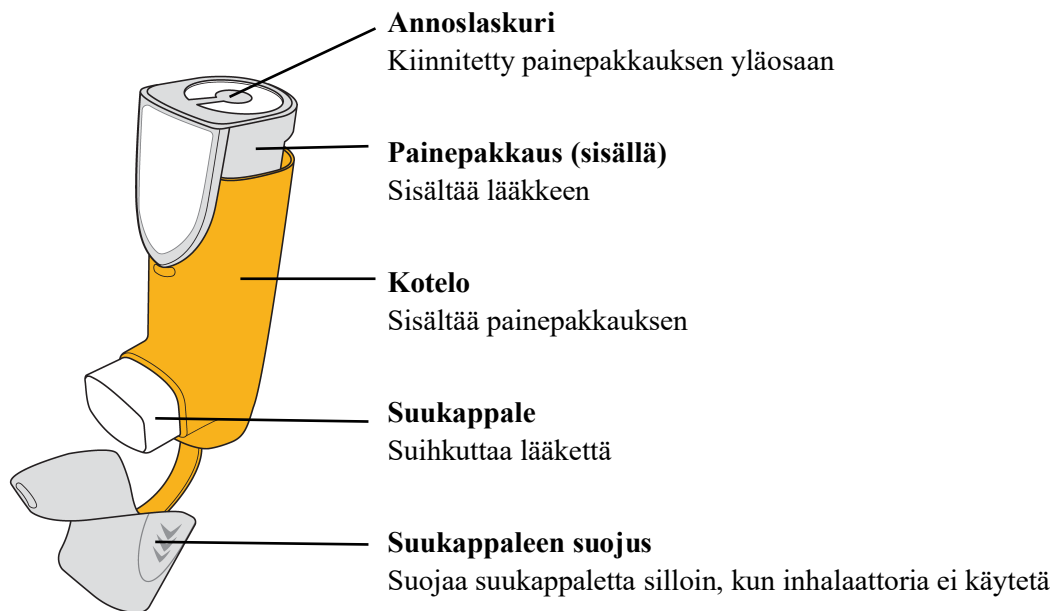 Annoslaskuri
Kiinnitetty painepakkauksen yläosaan
Painepakkaus (sisällä)
Sisältää lääkkeen
Kotelo
Sisältää painepakkauksen
Suukappale
Suihkuttaa lääkettä
Suukappaleen suojus
Suojaa suukappaletta silloin, kun inhalaattoria ei käytetä